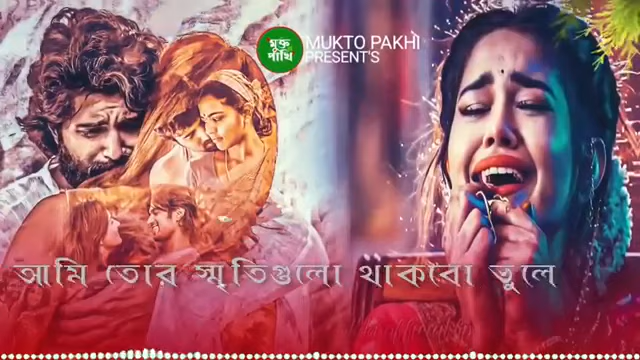 মুক্ত
পাখি
MUKTO PAKHI
PRESENT'S
আমি তোর স্মৃতিগুলো থাকবো ভুলে